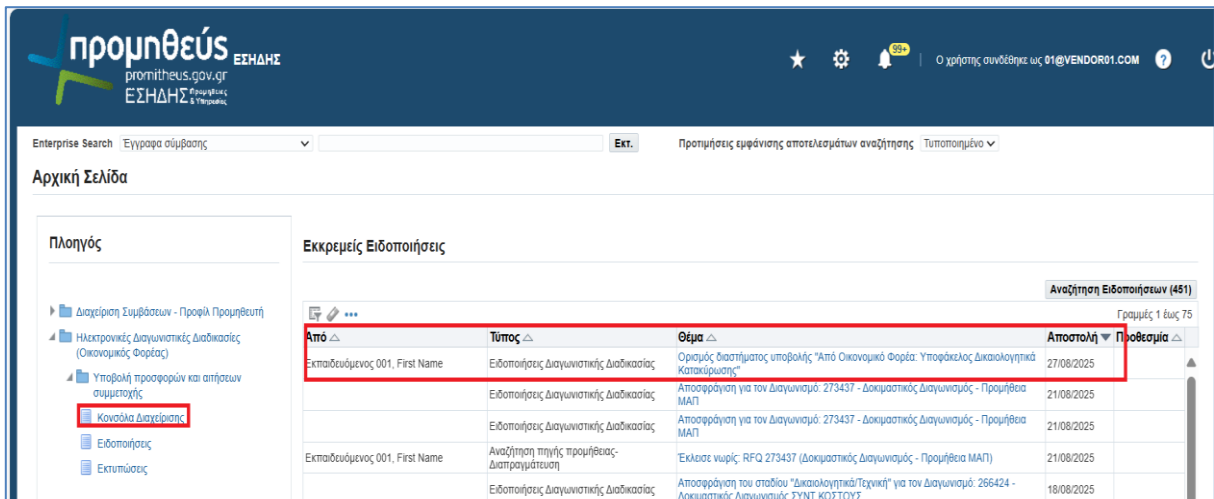 προμηθεύς ΕΣΗΔΗΣ
promitheus.gov.gr
ΕΣΗΔΗΣ Προμήθειες & Υπηρεσίες
99+
Ο χρήστης συνδέθηκε ως 01@VENDOR01.COM ?
Enterprise Search Έγγραφα σύμβασης Εκτ. Προτιμήσεις εμφάνισης αποτελεσμάτων αναζήτησης Τυποποιημένο
Αρχική Σελίδα
Πλοηγός
Διαχείριση Συμβάσεων - Προφίλ Προμηθευτή
Ηλεκτρονικές Διαγωνιστικές Διαδικασίες
(Οικονομικός Φορέας)
Υποβολή προσφορών και αιτήσεων
συμμετοχής
Κονσόλα Διαχείρισης
Ειδοποιήσεις
Εκτυπώσεις
Εκκρεμείς Ειδοποιήσεις
Αναζήτηση Ειδοποιήσεων (451)
Γραμμές 1 έως 75
Από Τύπος Θέμα Αποστολή Προθεσμία
Εκπαιδευόμενος 001, First Name Ειδοποιήσεις Διαγωνιστικής Διαδικασίας Ορισμός διαστήματος υποβολής "Από Οικονομικό Φορέα: Υποφάκελος Δικαιολογητικά 27/08/2025
Κατακύρωσης"
Ειδοποιήσεις Διαγωνιστικής Διαδικασίας Αποσφράγιση για τον Διαγωνισμό: 273437 - Δοκιμαστικός Διαγωνισμός - Προμήθεια 21/08/2025
ΜΑΠ
Ειδοποιήσεις Διαγωνιστικής Διαδικασίας Αποσφράγιση για τον Διαγωνισμό: 273437 - Δοκιμαστικός Διαγωνισμός - Προμήθεια 21/08/2025
ΜΑΠ
Εκπαιδευόμενος 001, First Name Αναζήτηση πηγής προμήθειας- Έκλεισε νωρίς: RFQ 273437 (Δοκιμαστικός Διαγωνισμός - Προμήθεια ΜΑΠ) 21/08/2025
Διαπραγμάτευση
Ειδοποιήσεις Διαγωνιστικής Διαδικασίας Αποσφράγιση του σταδίου "Δικαιολογητικά/Τεχνική" για τον Διαγωνισμό: 266424 - 18/08/2025
Δοκιμαστικός Διαγωνισμός ΣΥΝΤ ΚΟΣΤΟΥΣ